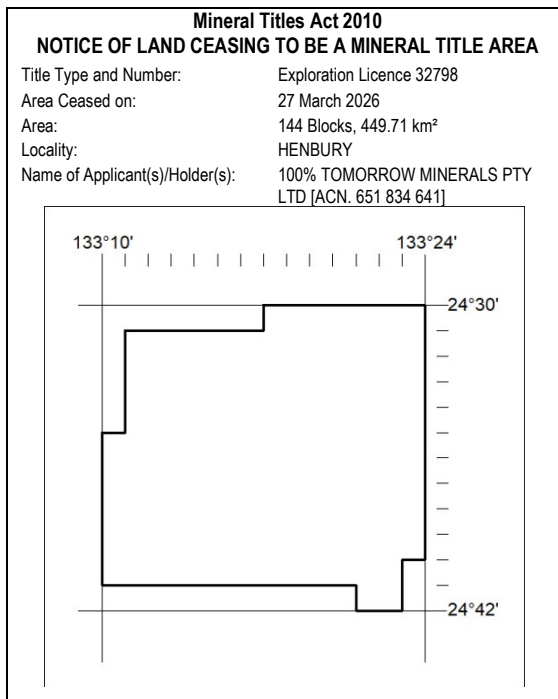 Mineral Titles Act 2010
NOTICE OF LAND CEASING TO BE A MINERAL TITLE AREA
Title Type and Number: Exploration Licence 32798
Area Ceased on: 27 March 2026
Area: 144 Blocks, 449.71 km²
Locality: HENBURY
Name of Applicant(s)/Holder(s): 100% TOMORROW MINERALS PTY
LTD [ACN. 651 834 641]
133°10' 133°24'
24°30'
24°42'